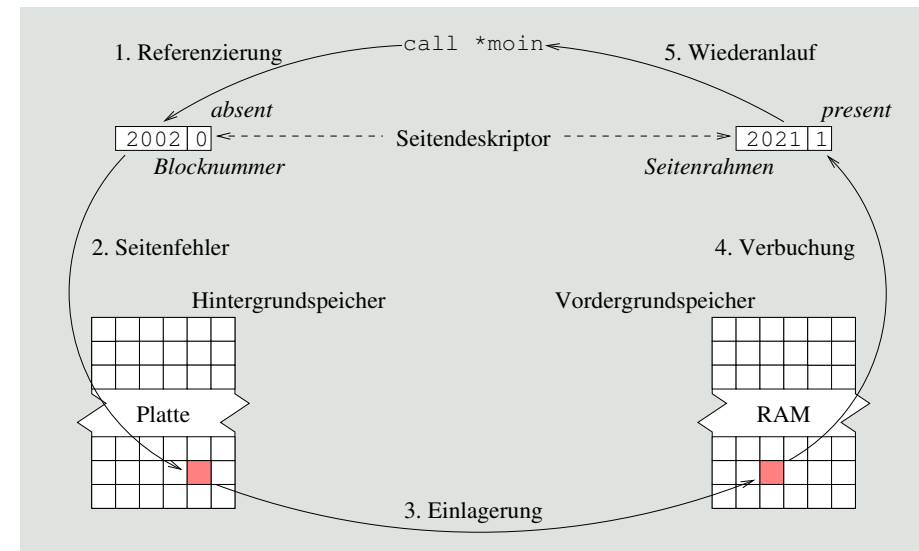 call *moin
1. Referenzierung
5. Wiederanlauf
absent
present
2002 0
Seitendeskriptor
2021 1
Blocknummer
Seitenrahmen
2. Seitenfehler
4. Verbuchung
Hintergrundspeicher
Vordergrundspeicher
Platte
RAM
3. Einlagerung